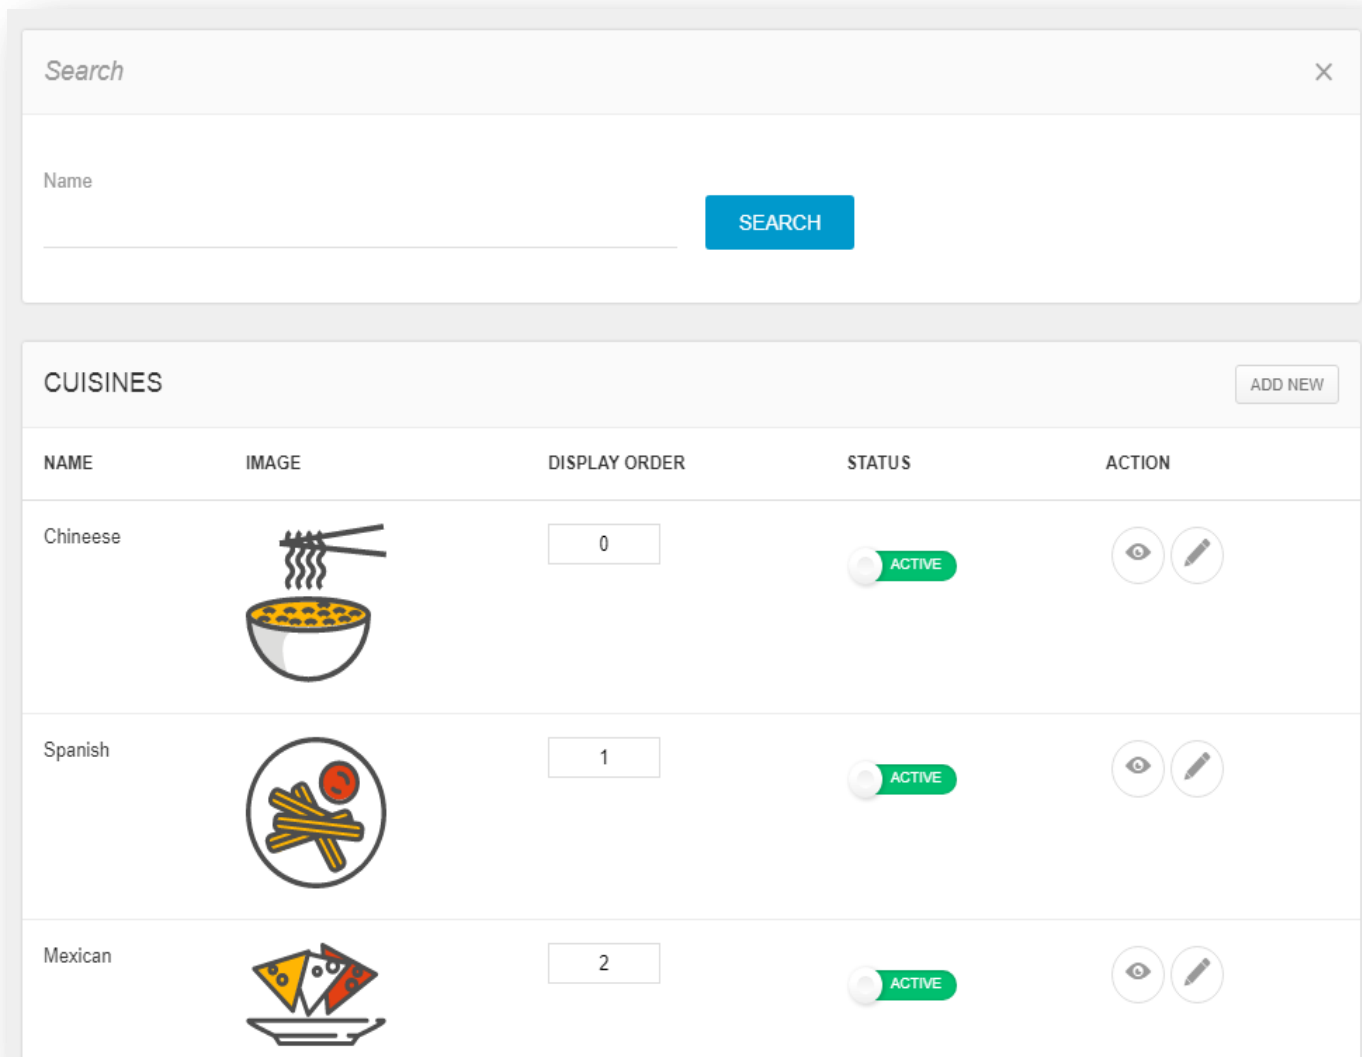 Search
Name
SEARCH
CUISINES
ADD NEW
NAME IMAGE DISPLAY ORDER STATUS ACTION
Chineese 0 ACTIVE
Spanish 1 ACTIVE
Mexican 2 ACTIVE